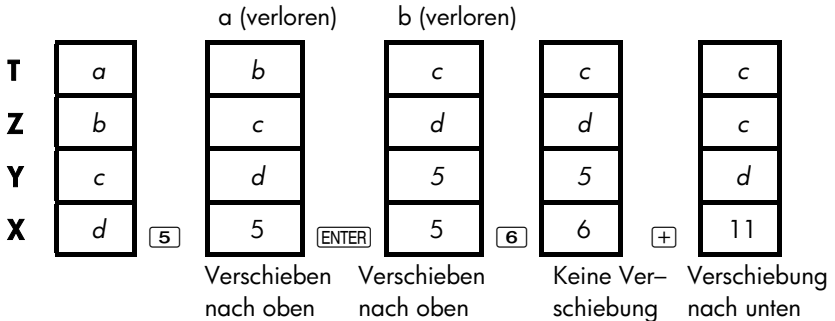 a (verloren) b (verloren)
T a b c c c
Z b c d d c
Y c d 5 5 d
X d 5 5 ENTER 5 6 6 + 11
Verschieben Verschieben Keine Ver– Verschiebung
nach oben nach oben schiebung nach unten